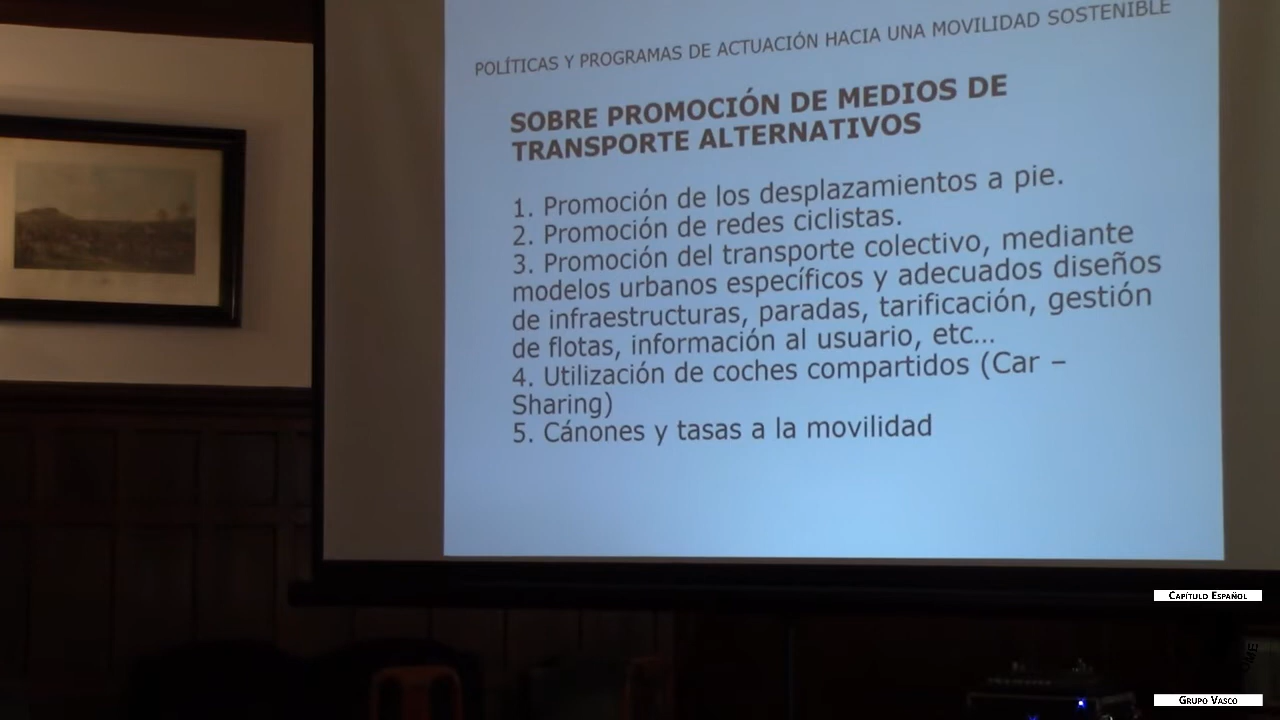 POLÍTICAS Y PROGRAMAS DE ACTUACIÓN HACIA UNA MOVILIDAD SOSTENIBLE
SOBRE PROMOCIÓN DE MEDIOS DE
TRANSPORTE ALTERNATIVOS
1. Promoción de los desplazamientos a pie.
2. Promoción de redes ciclistas.
3. Promoción del transporte colectivo, mediante
modelos urbanos específicos y adecuados diseños
de infraestructuras, paradas, tarificación, gestión
de flotas, información al usuario, etc...
4. Utilización de coches compartidos (Car –
Sharing)
5. Cánones y tasas a la movilidad
Capítulo Español
Grupo Vasco